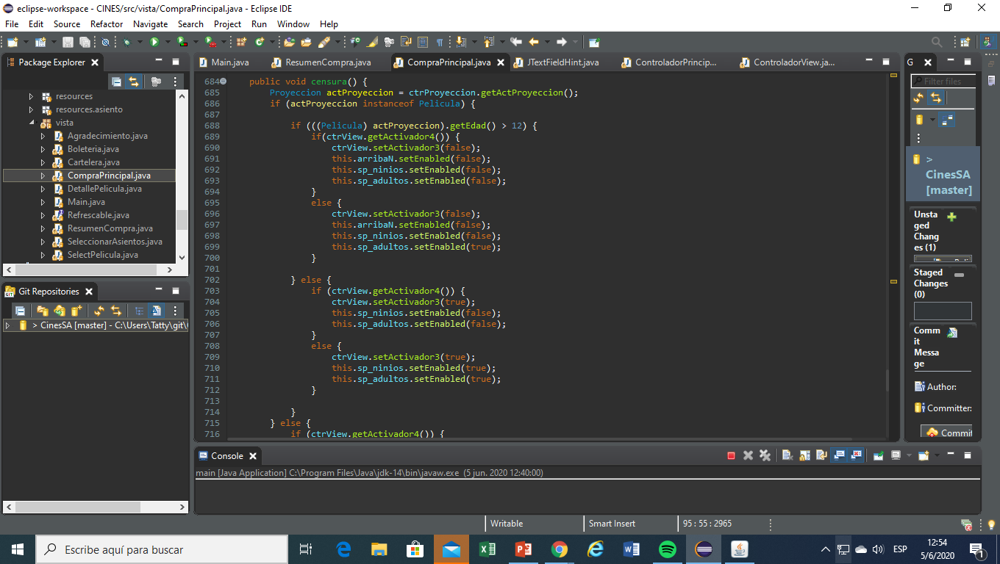 eclipse-workspace - CINES/src/vista/CompraPrincipal.java - Eclipse IDE
File Edit Source Refactor Navigate Search Project Run Window Help
Package Explorer
resources
resources.asiento
vista
Agradecimiento.java
Boleteria.java
Cartelera.java
CompraPrincipal.java
DetallePelicula.java
Main.java
Refrescable.java
ResumenCompra.java
SeleccionarAsientos.java
SelectPelicula.java
Git Repositories
> CinesSA [master] - C:\Users\Tatty\git\
Main.java ResumenCompra.java CompraPrincipal.java JTextFieldHint.java ControladorPrincip... ControladorView.ja...
684 public void censura() {
685 Proyeccion actProyeccion = ctrProyeccion.getActProyeccion();
686 if (actProyeccion instanceof Pelicula) {
687
688 if (((Pelicula) actProyeccion).getEdad() > 12) {
689 if(ctrView.getActivador4()) {
690 ctrView.setActivador3(false);
691 this.arribaN.setEnabled(false);
692 this.sp_ninios.setEnabled(false);
693 this.sp_adultos.setEnabled(false);
694 }
695 else {
696 ctrView.setActivador3(false);
697 this.arribaN.setEnabled(false);
698 this.sp_ninios.setEnabled(false);
699 this.sp_adultos.setEnabled(true);
700 }
701
702 } else {
703 if (ctrView.getActivador4()) {
704 ctrView.setActivador3(true);
705 this.sp_ninios.setEnabled(false);
706 this.sp_adultos.setEnabled(false);
707 }
708 else {
709 ctrView.setActivador3(true);
710 this.sp_ninios.setEnabled(true);
711 this.sp_adultos.setEnabled(true);
712 }
713
714 }
715 } else {
716 if (ctrView.getActivador4()) {
G
Filter files
>
CinesSA
[master]
Unsta
ged
Chang
es (1)
Staged
Changes
(0)
Comm
it
Messa
ge
Author:
Committer:
Commit
Console
main [Java Application] C:\Program Files\Java\jdk-14\bin\javaw.exe (5 jun. 2020 12:40:00)
Writable Smart Insert 95 : 55 : 2965
Escribe aquí para buscar
ESP
12:54
5/6/2020
1